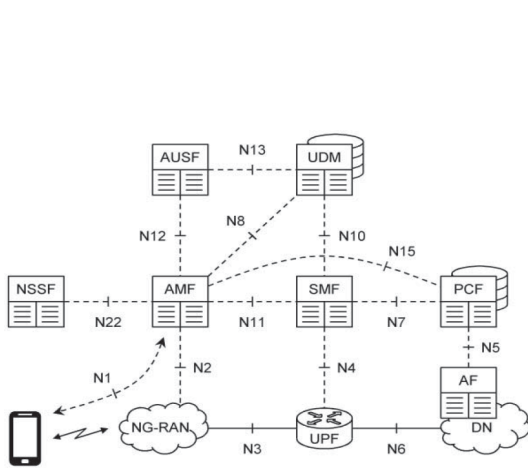 N13
AUSF
UDM
N8
N12
N10
N15
NSSF
AMF
SMF
PCF
N22
N11
N7
N5
N1
N2
N4
AF
NG-RAN
UPF
DN
N3
N6